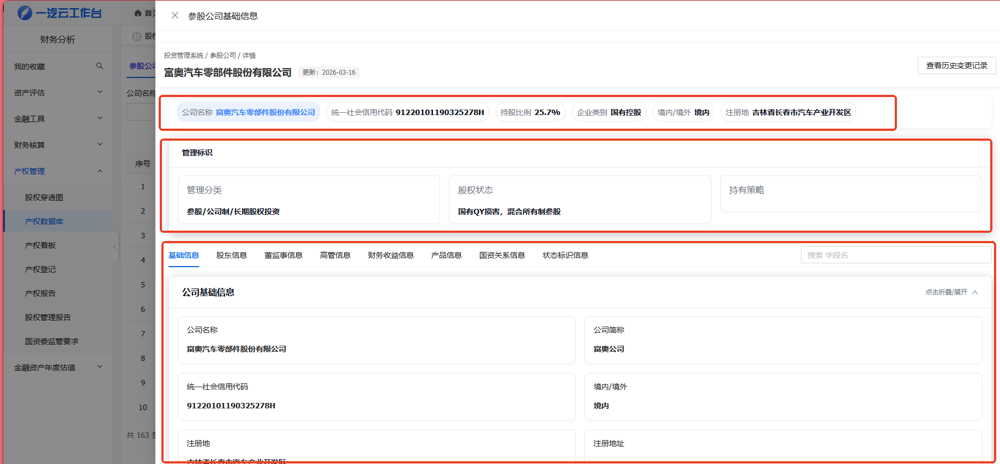 一汽云工作台
首页
参股公司基础信息
财务分析
股权
我的收藏
资产评估
金融工具
财务核算
产权管理
股权穿透图
产权数据库
产权看板
产权登记
产权报告
股权管理报告
国资委监管要求
金融资产年度估值
参股公司
公司名称
序号
1
2
3
4
5
6
7
8
9
10
共 163 条
投资管理系统 / 参股公司 / 详情
富奥汽车零部件股份有限公司 更新：2026-03-16
查看历史变更记录
公司名称 富奥汽车零部件股份有限公司 统一社会信用代码 91220101190325278H 持股比例 25.7% 企业类别 国有控股 境内/境外 境内 注册地 吉林省长春市汽车产业开发区
管理标识
管理分类 股权状态 持有策略
参股/公司制/长期股权投资 国有QY损害，混合所有制参股
基础信息 股东信息 董监事信息 高管信息 财务收益信息 产品信息 国资关系信息 状态标识信息 搜索 字段名
公司基础信息 点击折叠/展开
公司名称 公司简称
富奥汽车零部件股份有限公司 富奥公司
统一社会信用代码 境内/境外
91220101190325278H 境内
注册地 注册地址
吉林省长春市汽车产业开发区